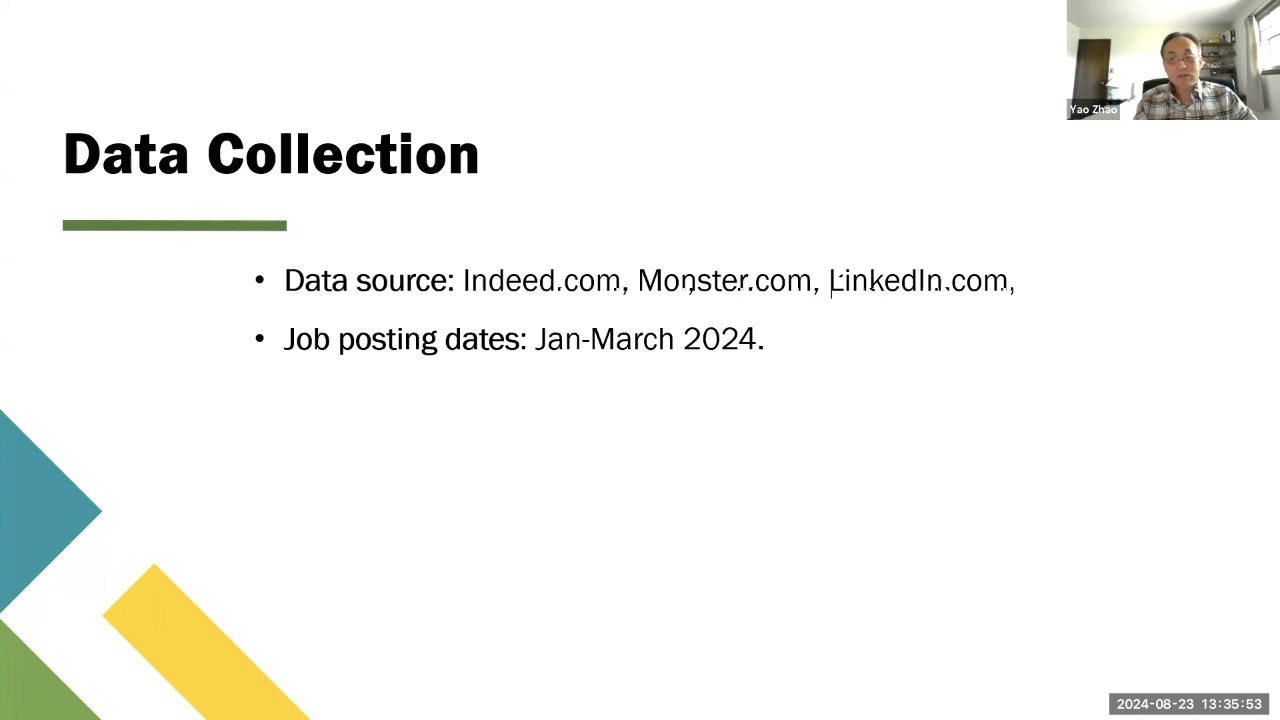 Yao Zhao
Data Collection
• Data source: Indeed.com, Monster.com, LinkedIn.com,
• Job posting dates: Jan-March 2024.
2024-08-23 13:35:53